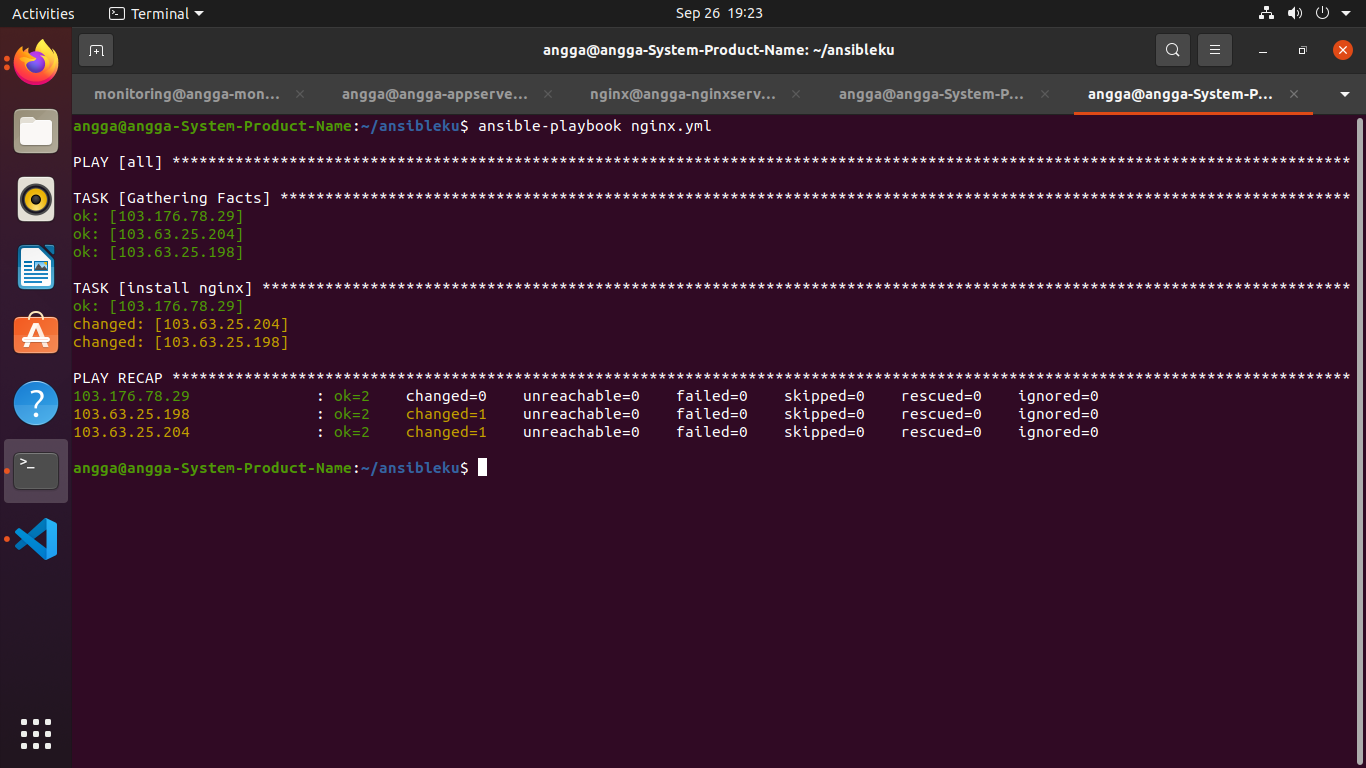 Activities
Terminal
Sep 26 19:23
angga@angga-System-Product-Name: ~/ansibleku
monitoring@angga-mon...
angga@angga-appserve...
nginx@angga-nginxserv...
angga@angga-System-P...
angga@angga-System-P...
angga@angga-System-Product-Name:~/ansibleku$ ansible-playbook nginx.yml
PLAY [all] ***********************************************************************************************************************************
TASK [Gathering Facts] ***********************************************************************************************************************
ok: [103.176.78.29]
ok: [103.63.25.204]
ok: [103.63.25.198]
TASK [install nginx] *************************************************************************************************************************
ok: [103.176.78.29]
changed: [103.63.25.204]
changed: [103.63.25.198]
PLAY RECAP ***********************************************************************************************************************************
103.176.78.29 : ok=2 changed=0 unreachable=0 failed=0 skipped=0 rescued=0 ignored=0
103.63.25.198 : ok=2 changed=1 unreachable=0 failed=0 skipped=0 rescued=0 ignored=0
103.63.25.204 : ok=2 changed=1 unreachable=0 failed=0 skipped=0 rescued=0 ignored=0
angga@angga-System-Product-Name:~/ansibleku$